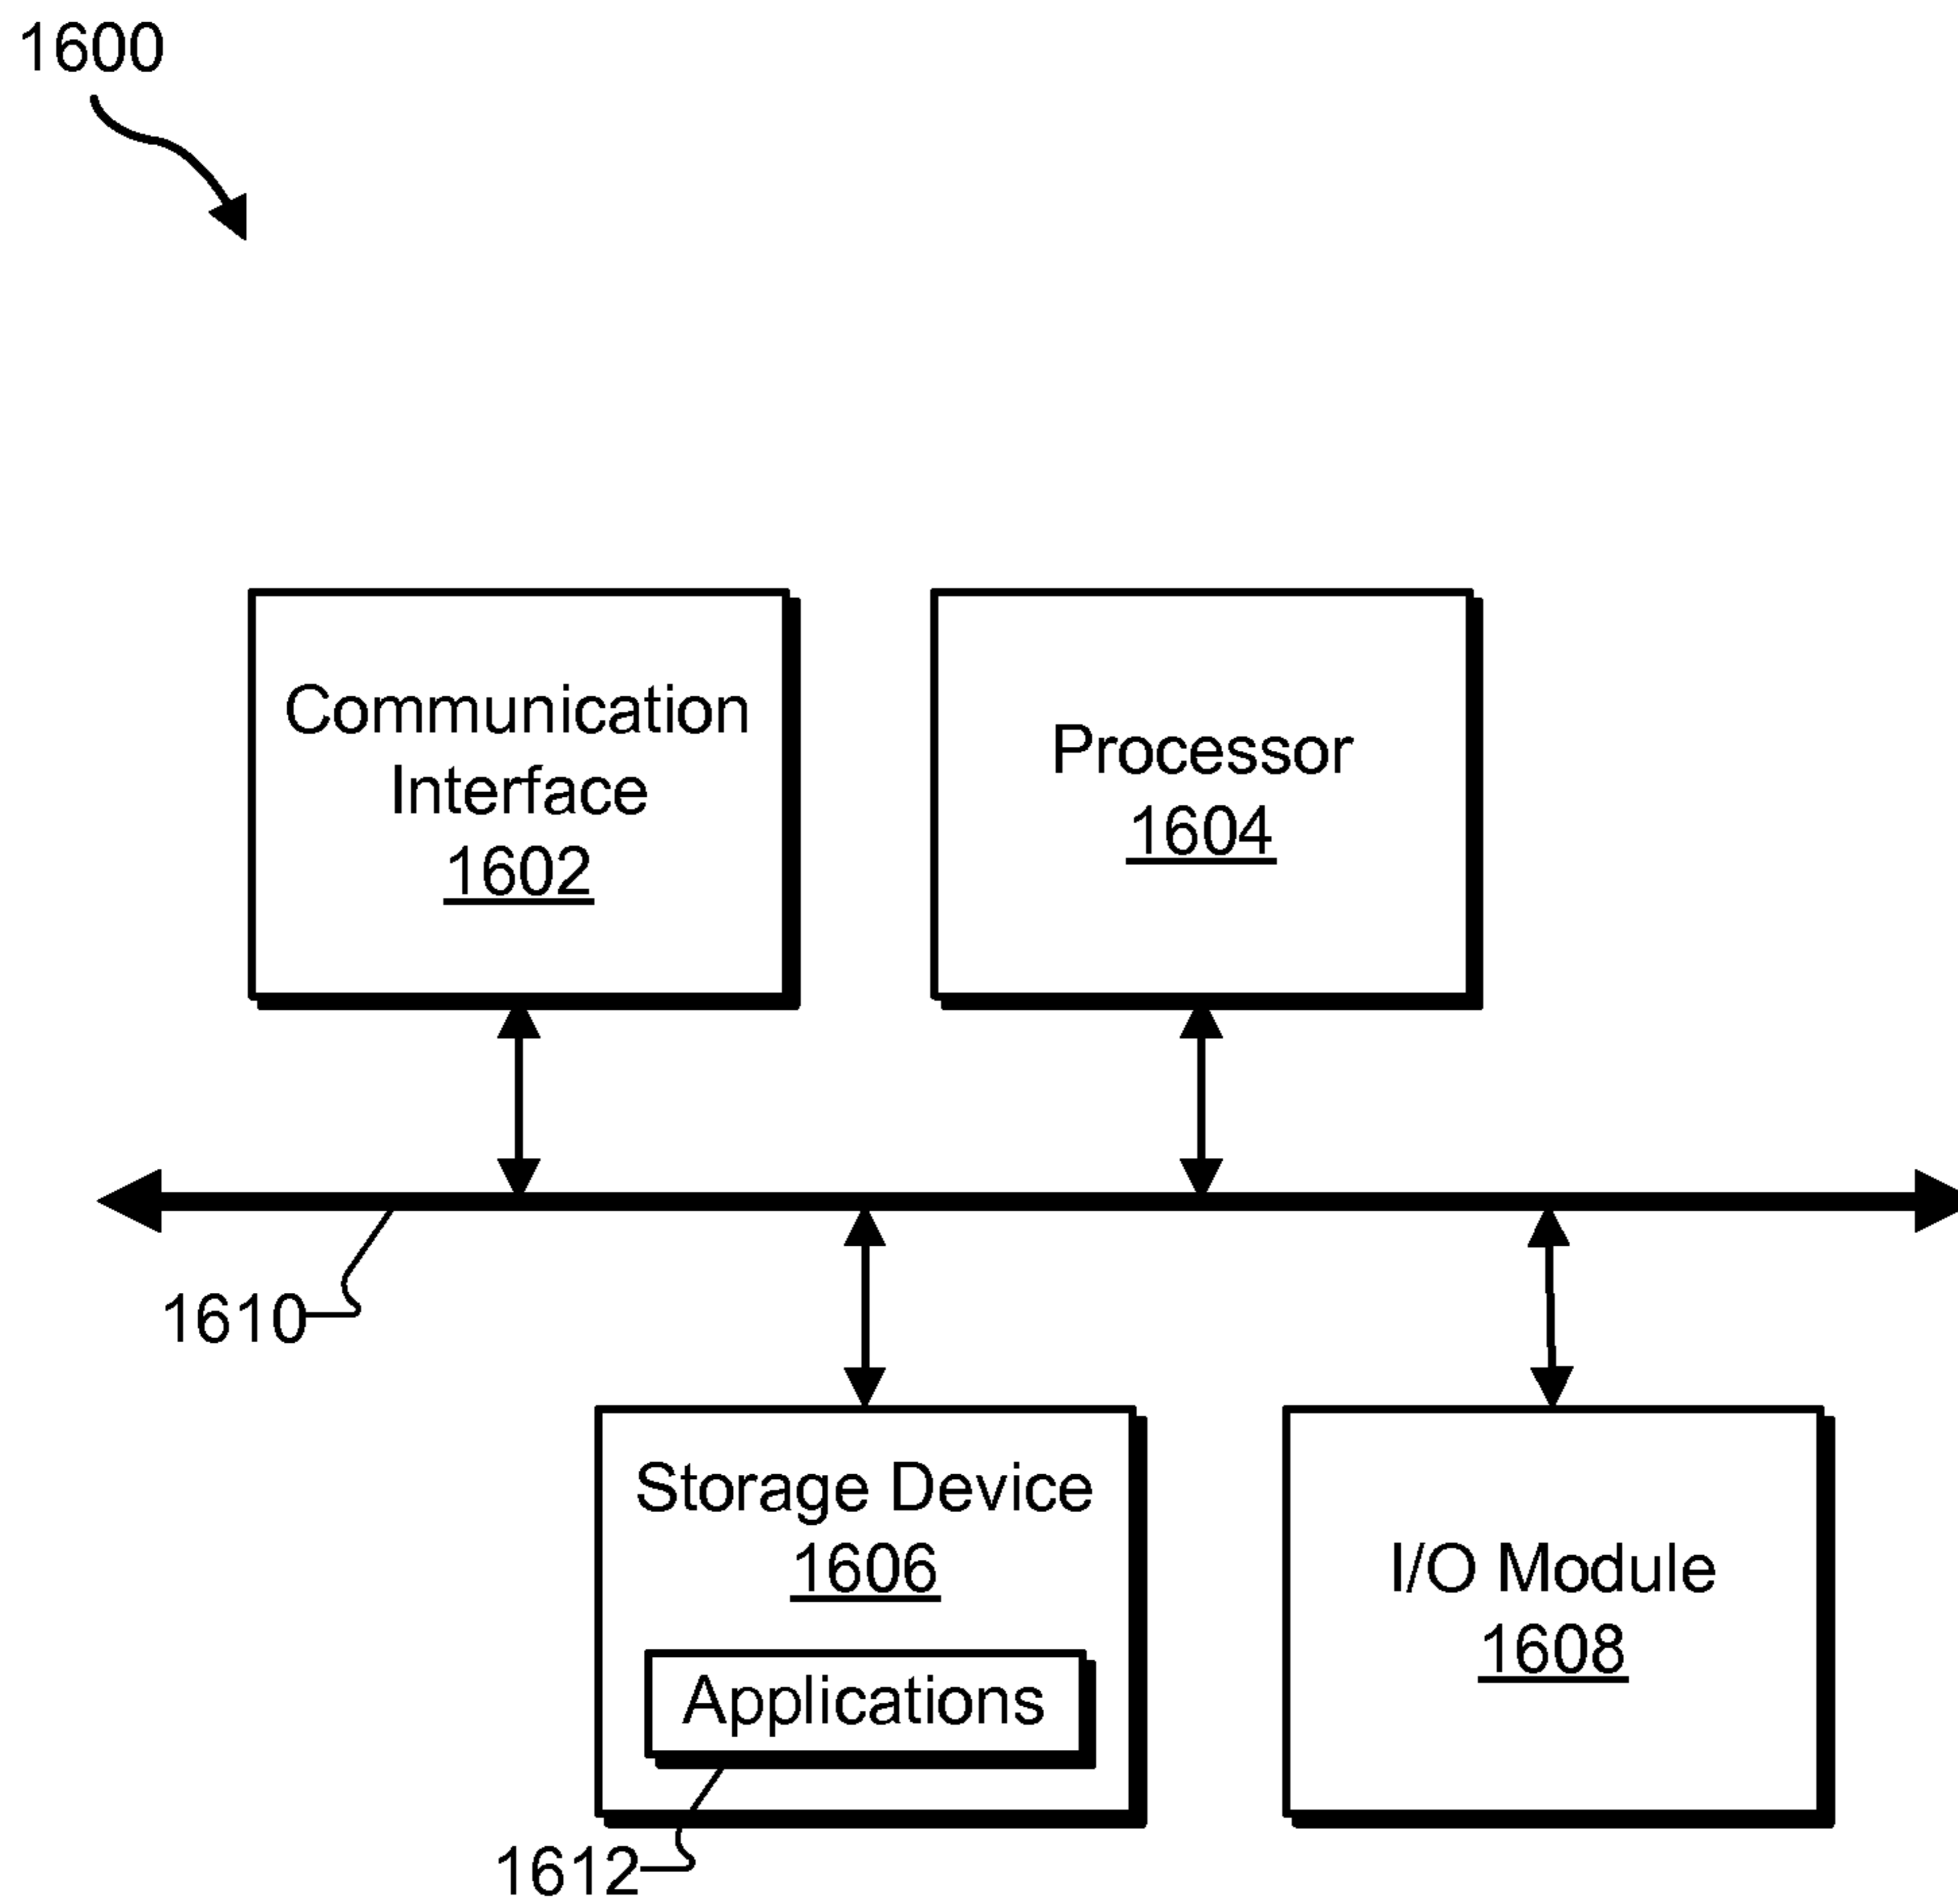 1600
Communication
Interface
1602
Processor
1604
1610
Storage Device
1606
Applications
1612
I/O Module
1608